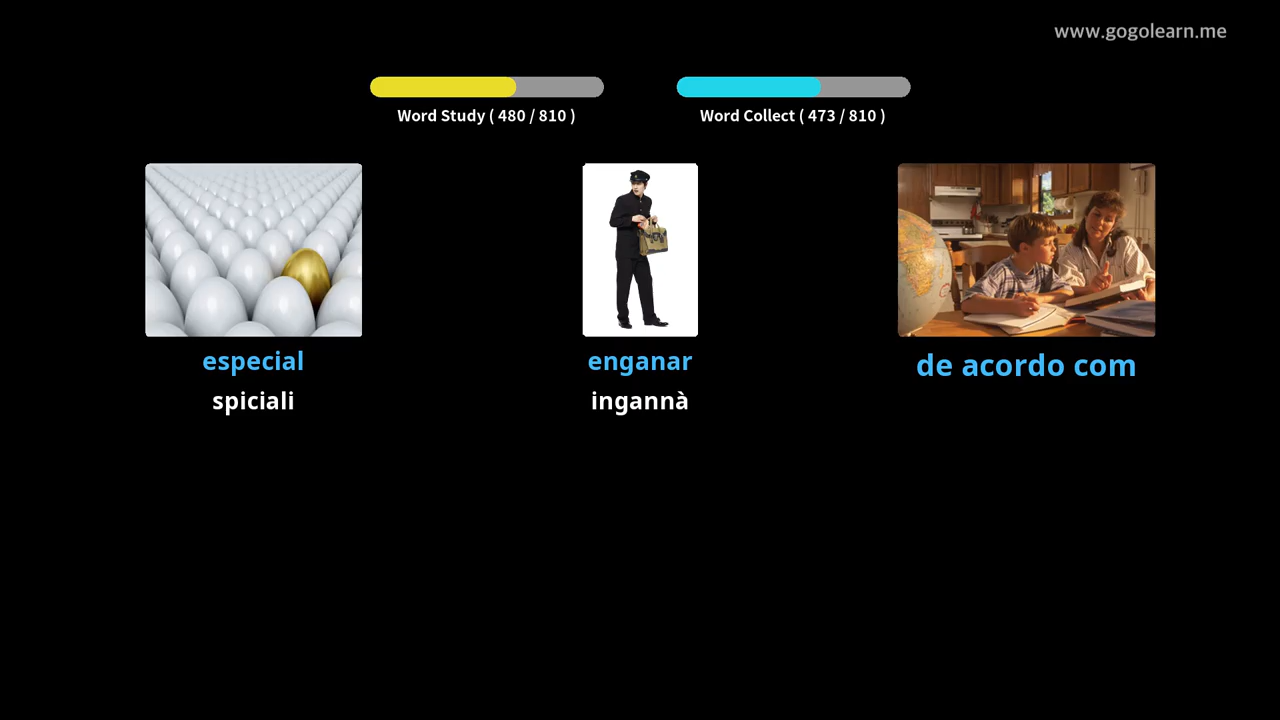 www.gogolearn.me
Word Study ( 480 / 810 )
Word Collect ( 473 / 810 )
especial
enganar
de acordo com
spiciali
ingannà